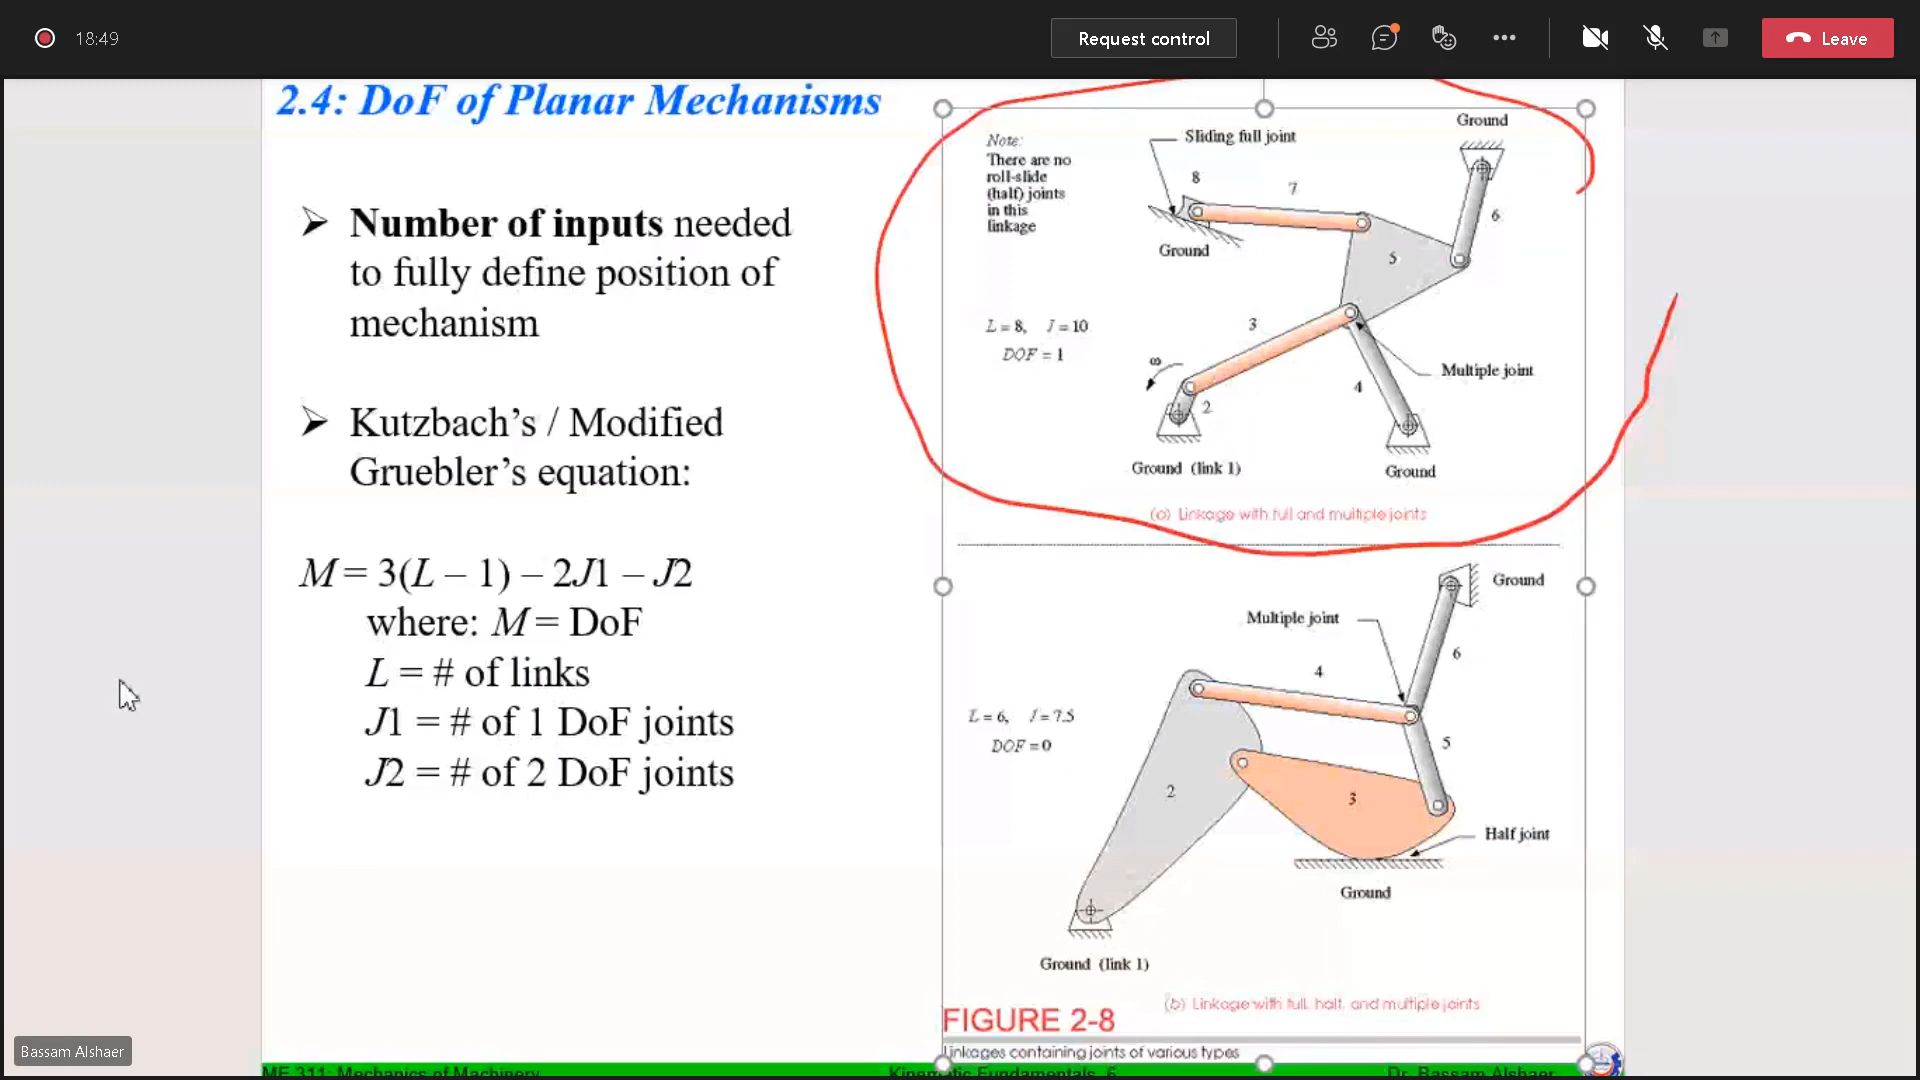 18:49
Request control
Leave
2.4: DoF of Planar Mechanisms
Number of inputs needed
to fully define position of
mechanism
Kutzbach's / Modified
Gruebler's equation:
M = 3(L – 1) – 2J1 – J2
where: M = DoF
L = # of links
J1 = # of 1 DoF joints
J2 = # of 2 DoF joints
Note:
There are no
roll-slide
(half) joints
in this
linkage
Sliding full joint
Ground
8
7
6
Ground
5
L = 8, J = 10
DOF = 1
3
ω
2
4
Multiple joint
Ground (link 1)
Ground
(a) Linkage with full and multiple joints
Ground
Multiple joint
6
4
L = 6, J = 7.5
DOF = 0
5
2
3
Half joint
Ground
Ground (link 1)
(b) Linkage with full, half, and multiple joints
FIGURE 2-8
Linkages containing joints of various types
ME 311: Mechanics of Machinery
Kinematic Fundamentals 6
Dr. Bassam Alshaer
Bassam Alshaer